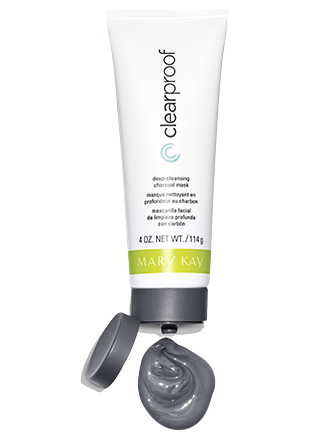 clearproof
deep-cleansing
charcoal mask
masque nettoyant en
profondeur au charbon
mascarilla facial
de limpieza profunda
con carbón
4 OZ. NET WT. / 114 g
MARY KAY